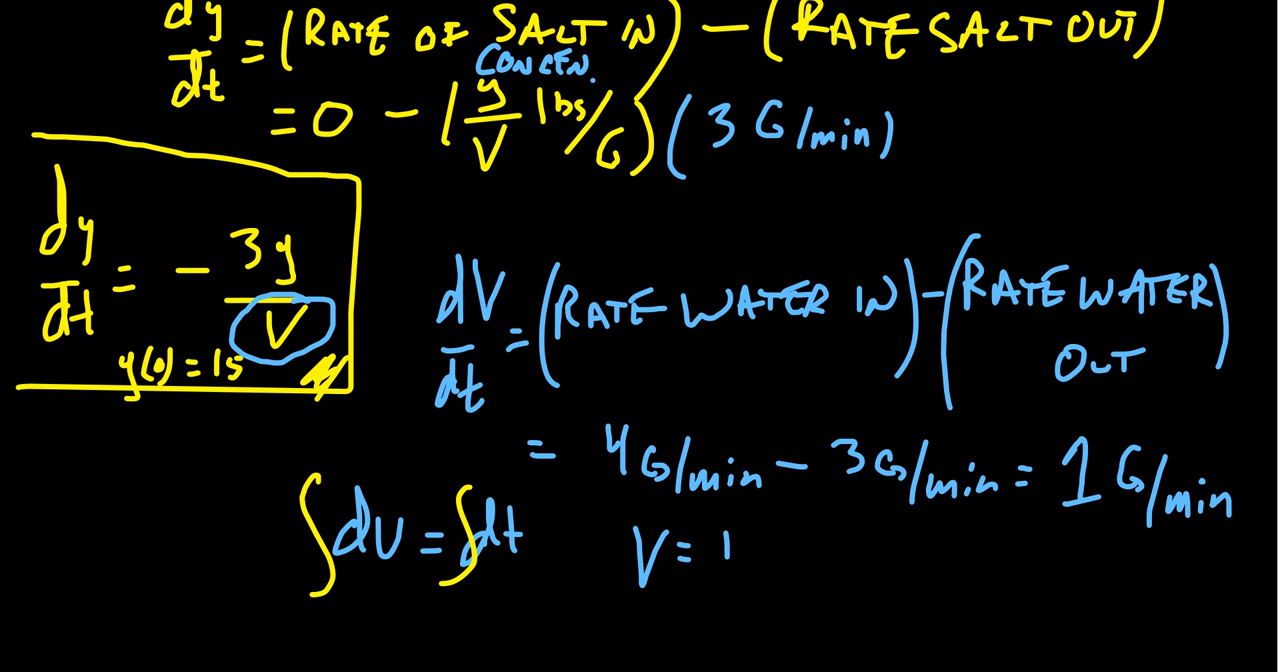 dy/dt = (RATE OF SALT IN) − (RATE SALT OUT)
CONCEN.
= 0 − (y/V lbs/G) (3 G/min)
dy/dt = − 3y/V
y(0) = 15
dV/dt = (RATE WATER IN) − (RATE WATER OUT)
= 4 G/min − 3 G/min = 1 G/min
∫dV = ∫dt
V = 1